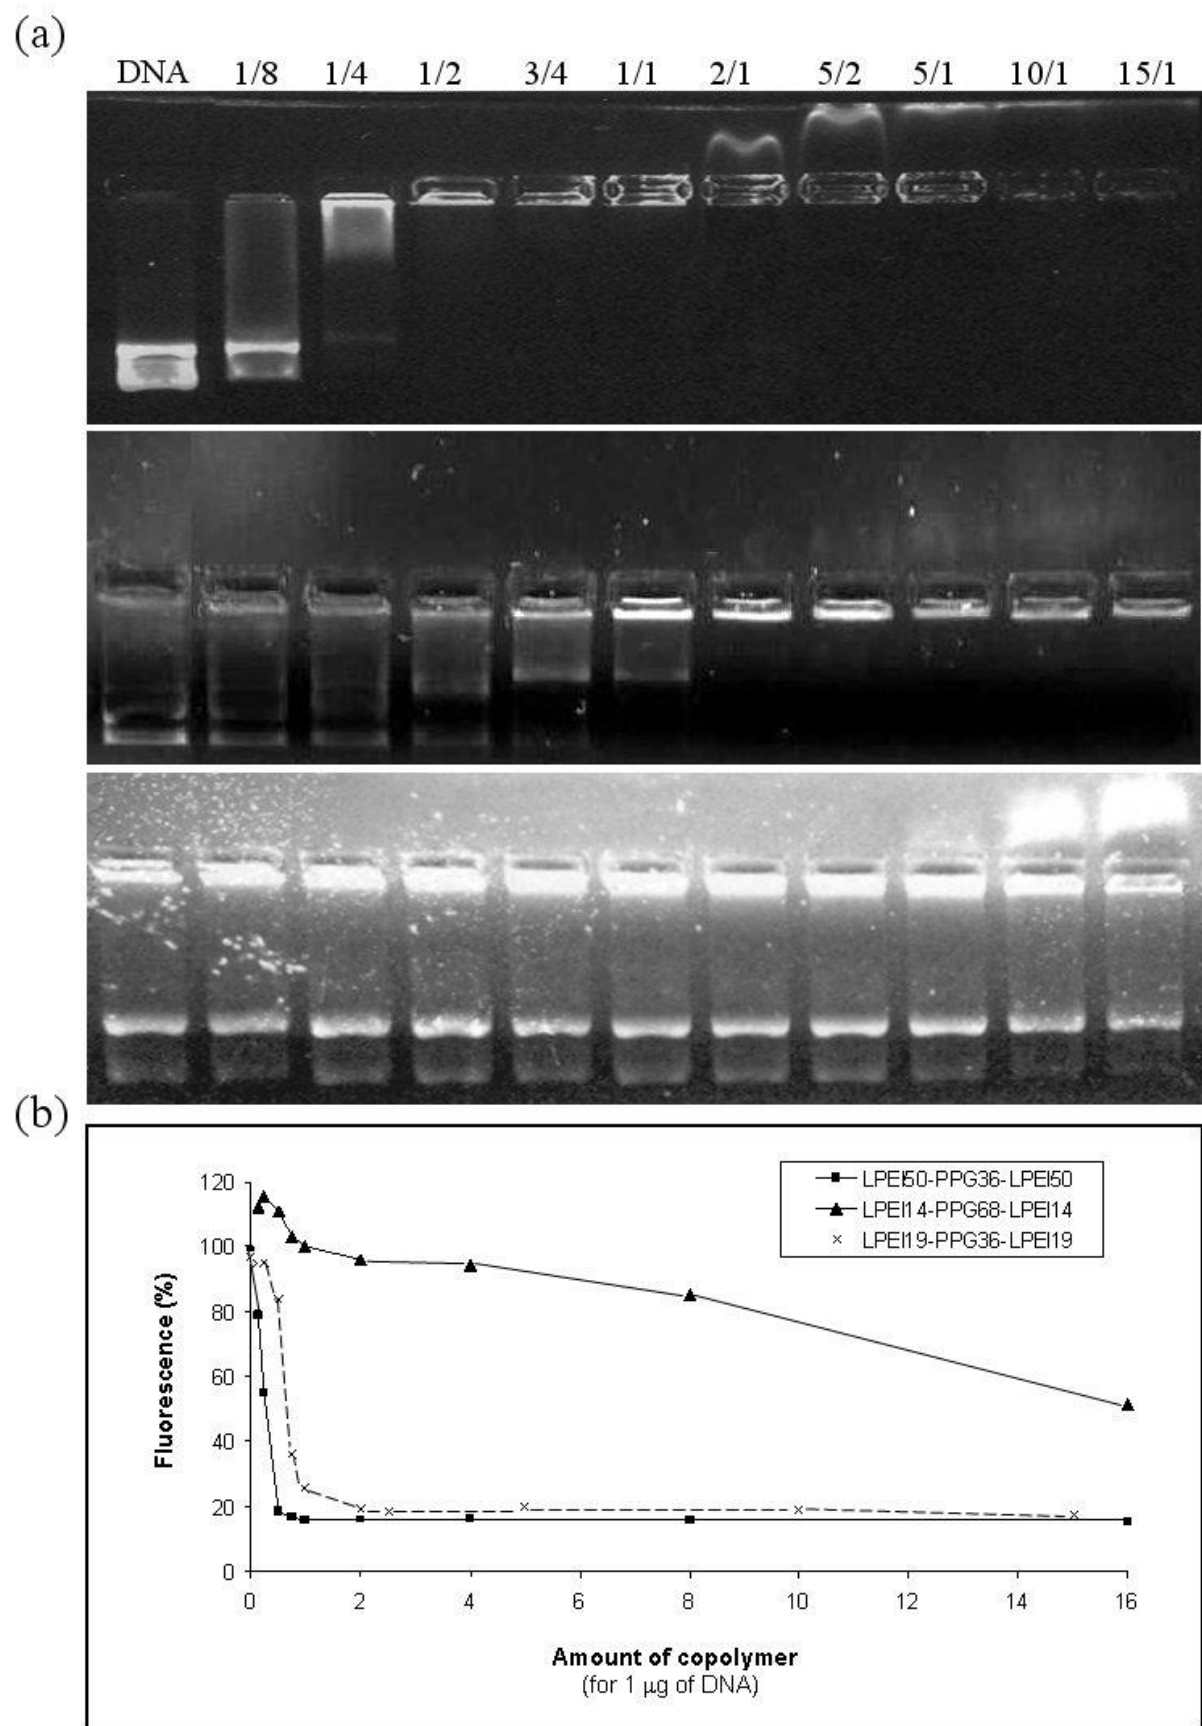 (a)
DNA 1/8 1/4 1/2 3/4 1/1 2/1 5/2 5/1 10/1 15/1
(b)
LPEI50-PPG36-LPEI50
LPEI14-PPG68-LPEI14
LPEI19-PPG36-LPEI19
Fluorescence (%)
120
100
80
60
40
20
0
0 2 4 6 8 10 12 14 16
Amount of copolymer
(for 1 μg of DNA)